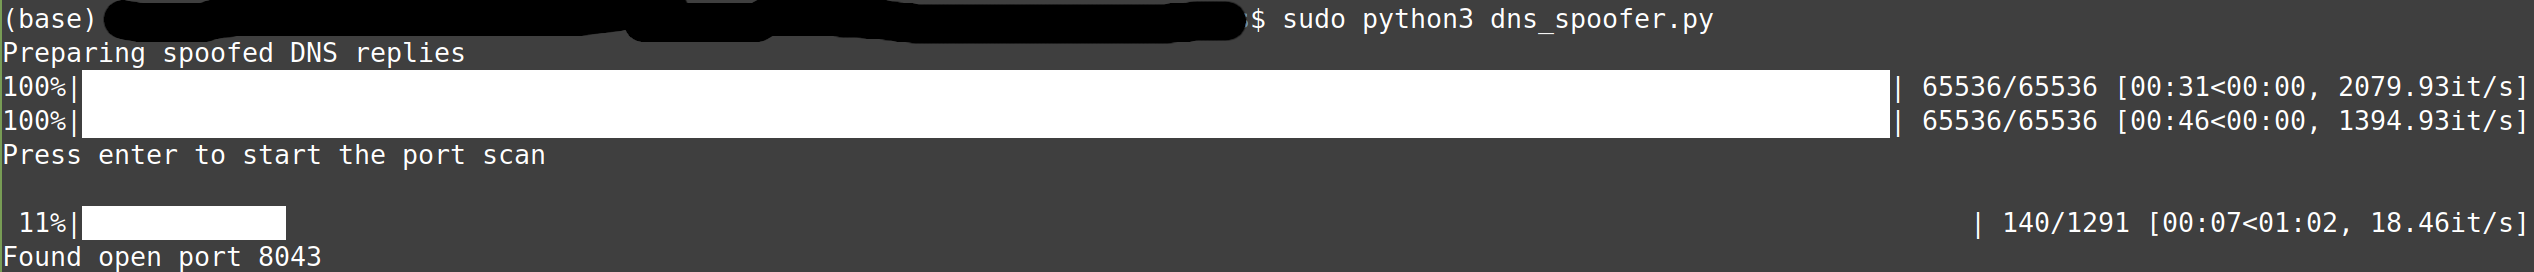 (base) $ sudo python3 dns_spoofer.py
Preparing spoofed DNS replies
100%| | 65536/65536 [00:31<00:00, 2079.93it/s]
100%| | 65536/65536 [00:46<00:00, 1394.93it/s]
Press enter to start the port scan
11%| | 140/1291 [00:07<01:02, 18.46it/s]
Found open port 8043